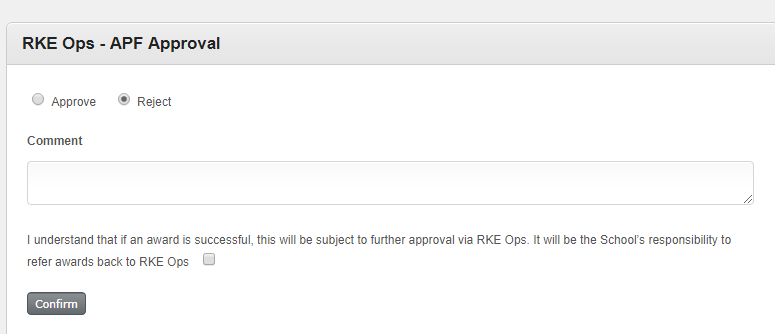 RKE Ops - APF Approval
Approve Reject
Comment
I understand that if an award is successful, this will be subject to further approval via RKE Ops. It will be the School's responsibility to
refer awards back to RKE Ops
Confirm